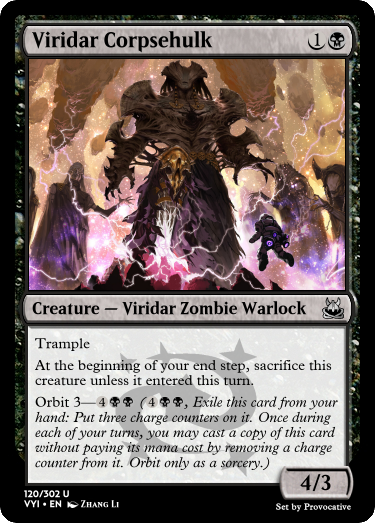 Viridar Corpsehulk 1
Creature — Viridar Zombie Warlock
Trample
At the beginning of your end step, sacrifice this
creature unless it entered this turn.
Orbit 3—4 (4, Exile this card from
your hand: Put three charge counters on it. Once during
each of your turns, you may cast a copy of this card
without paying its mana cost by removing a charge
counter from it. Orbit only as a sorcery.)
4/3
120/302 U
VYI • EN Zhang Li
Set by Provocative